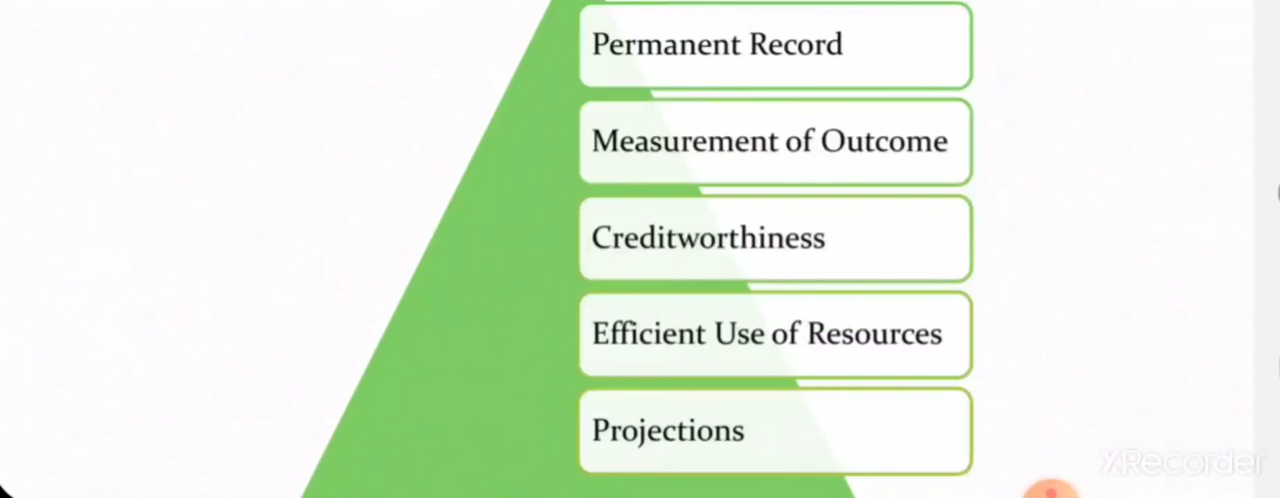 Permanent Record
Measurement of Outcome
Creditworthiness
Efficient Use of Resources
Projections
XRecorder